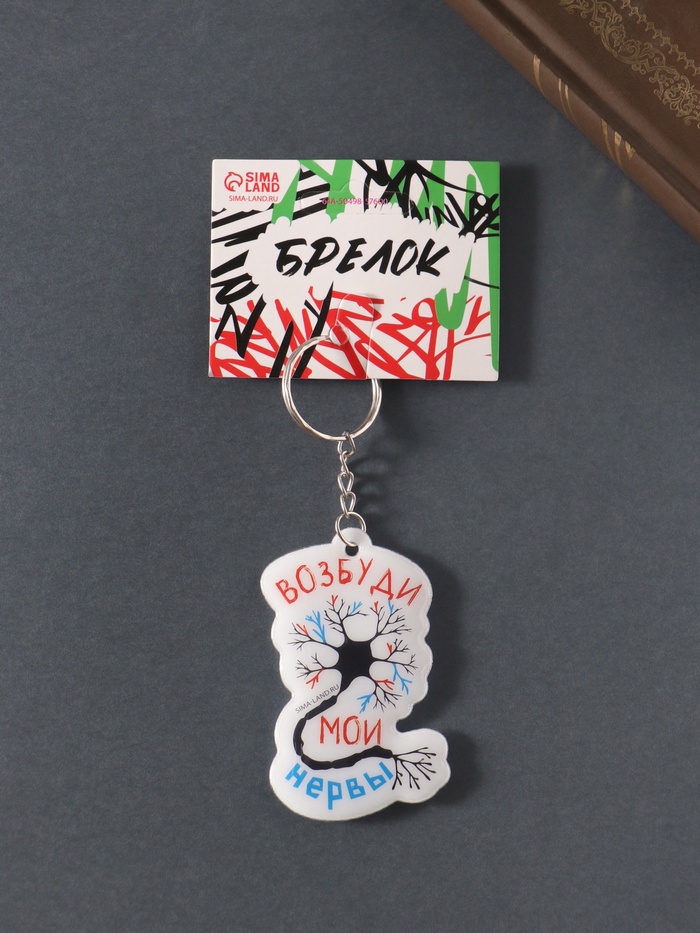 SIMA
LAND
SIMA-LAND.RU
БРЕЛОК
ВОЗБУДИ
SIMA-LAND.RU
МОИ
нервы